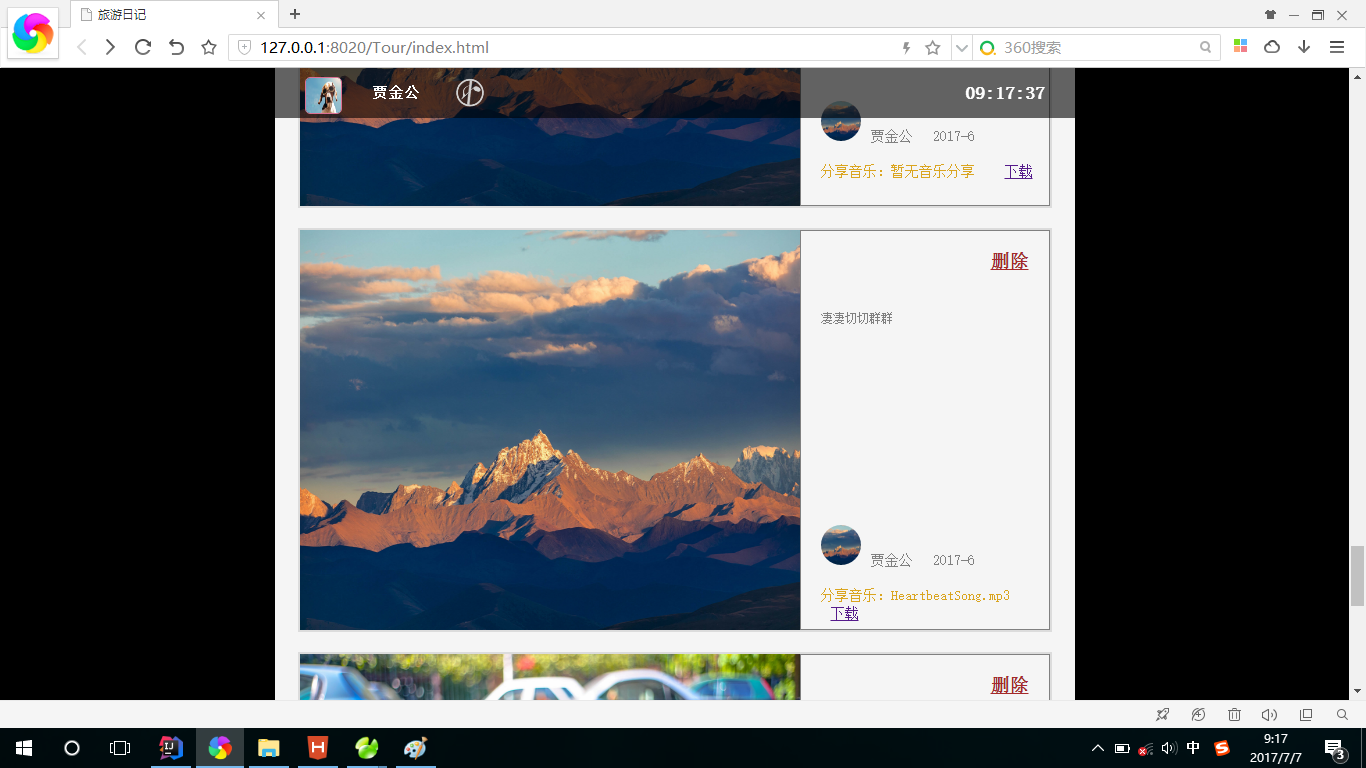 旅游日记
127.0.0.1:8020/Tour/index.html
360搜索
贾金公
09:17:37
贾金公 2017-6
分享音乐：暂无音乐分享 下载
删除
凄凄切切群群
贾金公 2017-6
分享音乐：HeartbeatSong.mp3
下载
删除
中
9:17
2017/7/7
3